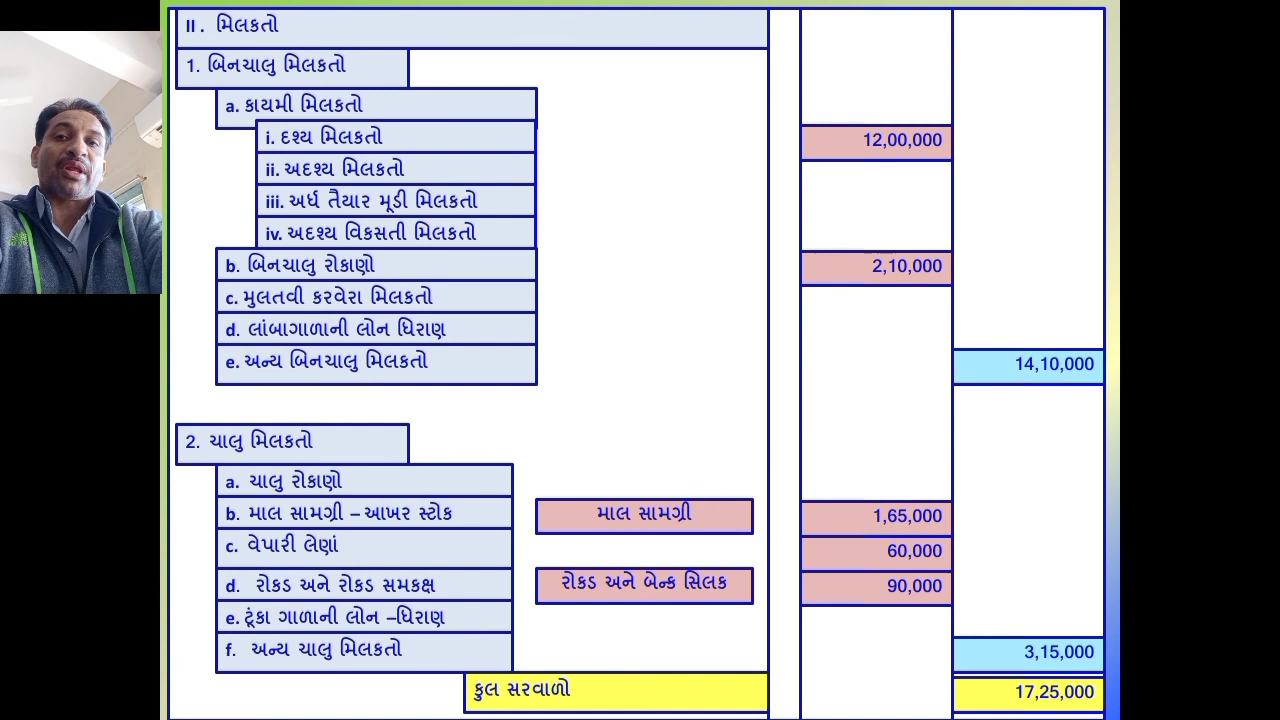 II . મિલકતો
1. બિનચાલુ મિલકતો
a. કાયમી મિલકતો
i. દશ્ય મિલકતો 12,00,000
ii. અદશ્ય મિલકતો
iii. અર્ધ તૈયાર મૂડી મિલકતો
iv. અદશ્ય વિકસતી મિલકતો
b. બિનચાલુ રોકાણો 2,10,000
c. મુલતવી કરવેરા મિલકતો
d. લાંબાગાળાની લોન ધિરાણ
e. અન્ય બિનચાલુ મિલકતો 14,10,000
2. ચાલુ મિલકતો
a. ચાલુ રોકાણો
b. માલ સામગ્રી – આખર સ્ટોક માલ સામગ્રી 1,65,000
c. વેપારી લેણાં 60,000
d. રોકડ અને રોકડ સમકક્ષ રોકડ અને બેન્ક સિલક 90,000
e. ટૂંકા ગાળાની લોન –ધિરાણ
f. અન્ય ચાલુ મિલકતો 3,15,000
કુલ સરવાળો 17,25,000